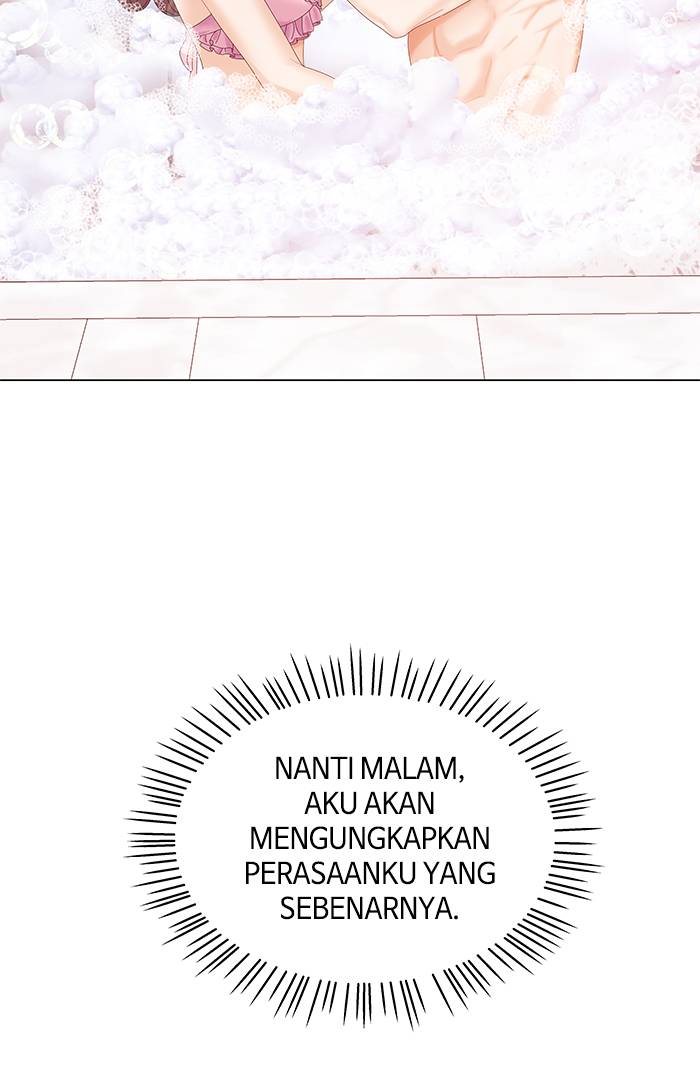 NANTI MALAM,
AKU AKAN
MENGUNGKAPKAN
PERASAANKU YANG
SEBENARNYA.